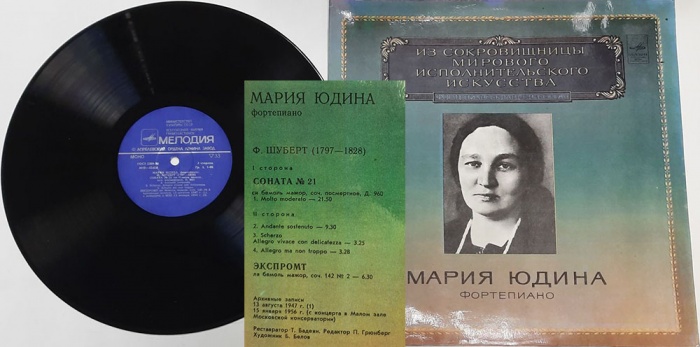 МЕЛОДИЯ
МОНО
МАРИЯ ЮДИНА
фортепиано
Ф. ШУБЕРТ (1797—1828)
I сторона
СОНАТА № 21
си бемоль мажор, соч. посмертное, Д. 960
1. Molto moderato — 21.30
II сторона
2. Andante sostenuto — 9.30
3. Scherzo
Allegro vivace con delicatezza — 3.25
4. Allegro ma non troppo — 3.28
ЭКСПРОМТ
ля бемоль мажор, соч. 142 № 2 — 6.30
Архивные записи
13 августа 1947 г. (1)
15 января 1956 г. (с концерта в Малом зале
Московской консерватории)
Реставратор Т. Бадеян. Редактор П. Грюнберг
Художник Б. Белов
ИЗ СОКРОВИЩНИЦЫ
МИРОВОГО
ИСПОЛНИТЕЛЬСКОГО
ИСКУССТВА
МАРИЯ ЮДИНА
ФОРТЕПИАНО